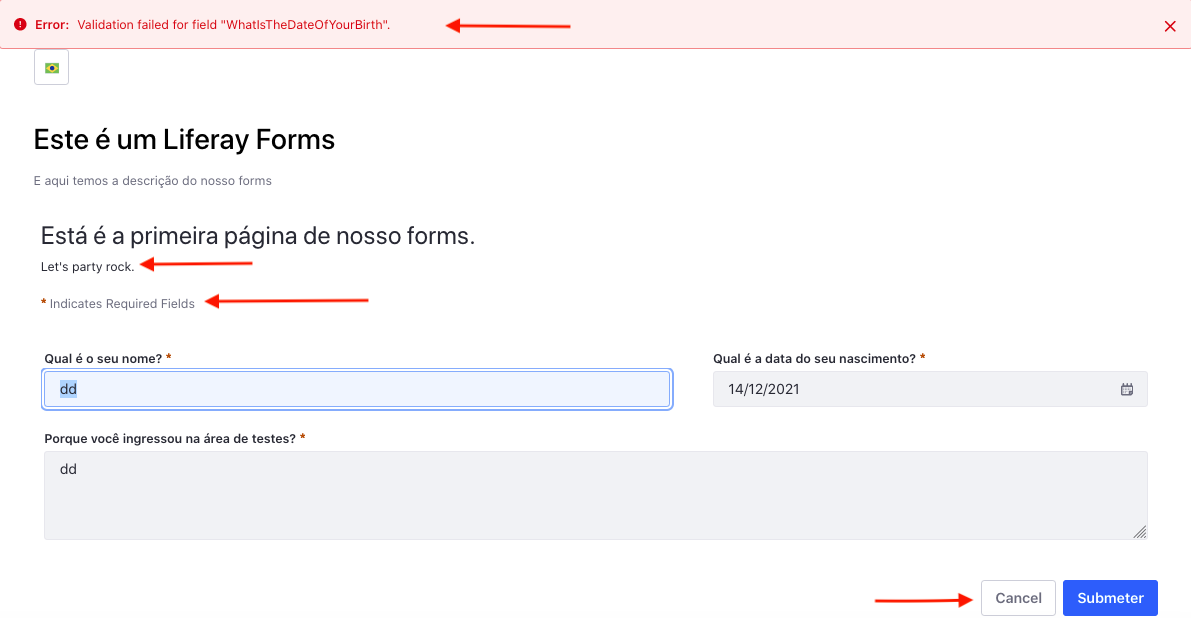 Error: Validation failed for field "WhatIsTheDateOfYourBirth".
Este é um Liferay Forms
E aqui temos a descrição do nosso forms
Está é a primeira página de nosso forms.
Let's party rock.
* Indicates Required Fields
Qual é o seu nome? *
dd
Qual é a data do seu nascimento? *
14/12/2021
Porque você ingressou na área de testes? *
dd
Cancel
Submeter